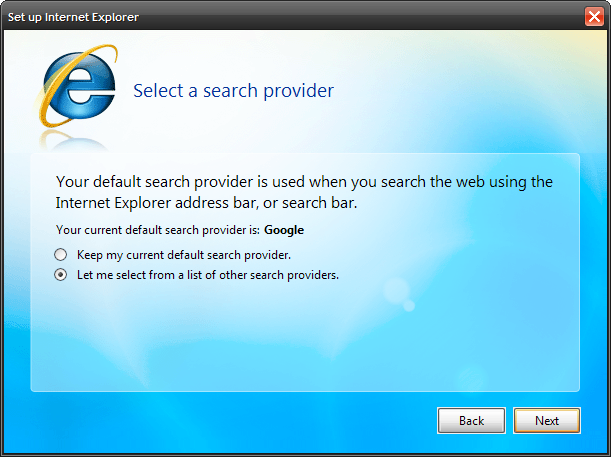 Set up Internet Explorer
Select a search provider
Your default search provider is used when you search the web using the
Internet Explorer address bar, or search bar.
Your current default search provider is: Google
Keep my current default search provider.
Let me select from a list of other search providers.
Back
Next